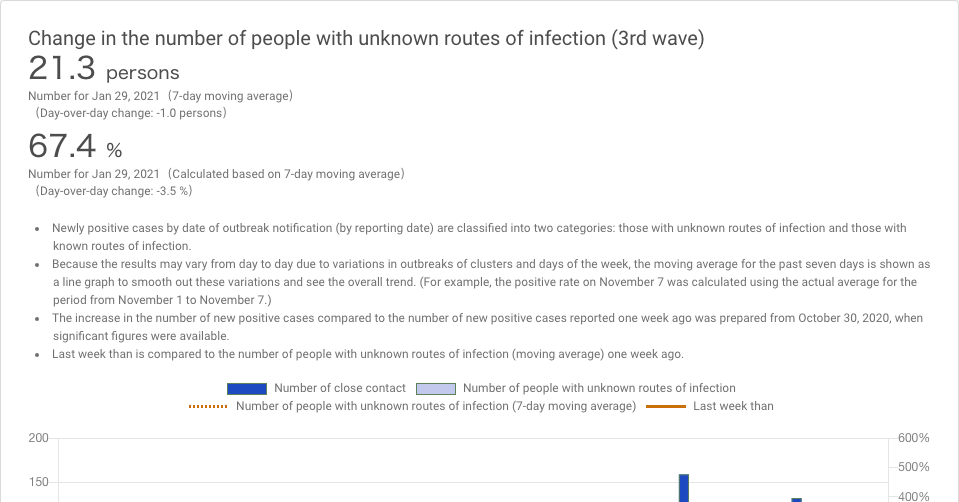 Change in the number of people with unknown routes of infection (3rd wave)
21.3 persons
Number for Jan 29, 2021（7-day moving average）
（Day-over-day change: -1.0 persons）
67.4 %
Number for Jan 29, 2021（Calculated based on 7-day moving average）
（Day-over-day change: -3.5 %）
• Newly positive cases by date of outbreak notification (by reporting date) are classified into two categories: those with unknown routes of infection and those with
known routes of infection.
• Because the results may vary from day to day due to variations in outbreaks of clusters and days of the week, the moving average for the past seven days is shown as
a line graph to smooth out these variations and see the overall trend. (For example, the positive rate on November 7 was calculated using the actual average for the
period from November 1 to November 7.)
• The increase in the number of new positive cases compared to the number of new positive cases reported one week ago was prepared from October 30, 2020, when
significant figures were available.
• Last week than is compared to the number of people with unknown routes of infection (moving average) one week ago.
Number of close contact Number of people with unknown routes of infection
Number of people with unknown routes of infection (7-day moving average) Last week than
200 600%
500%
150
400%